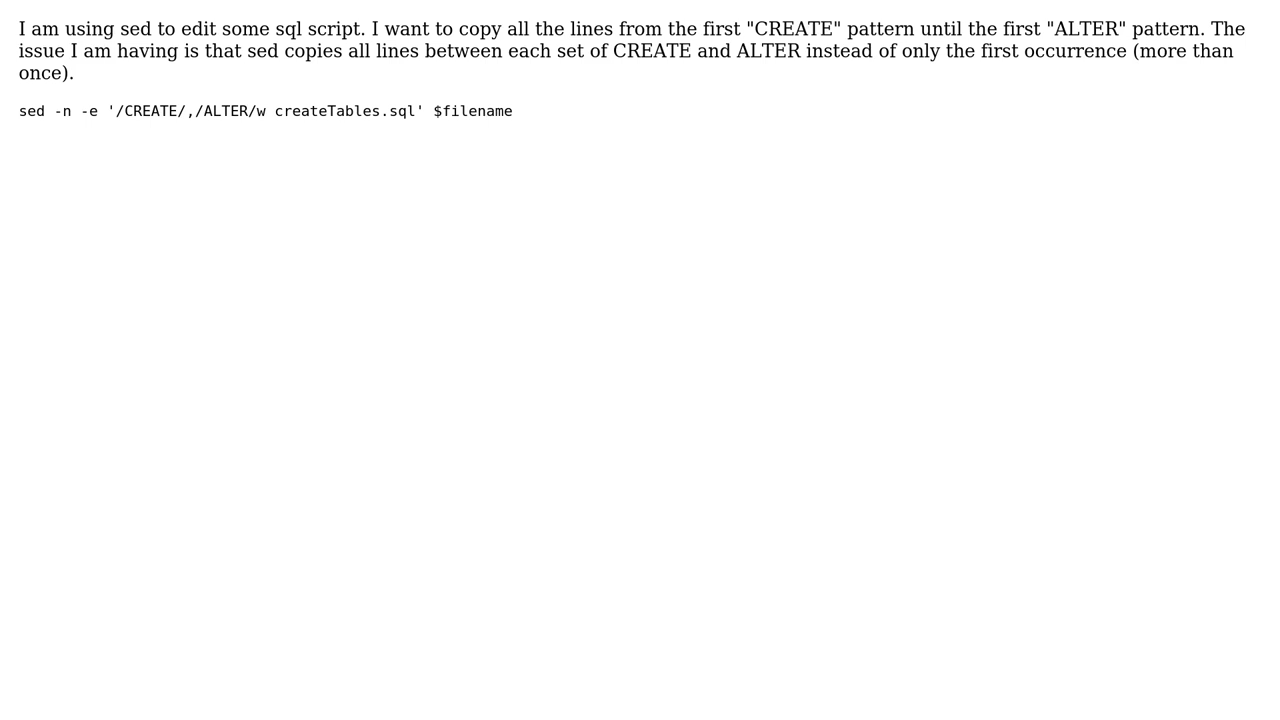 I am using sed to edit some sql script. I want to copy all the lines from the first "CREATE" pattern until the first "ALTER" pattern. The
issue I am having is that sed copies all lines between each set of CREATE and ALTER instead of only the first occurrence (more than
once).
sed -n -e '/CREATE/,/ALTER/w createTables.sql' $filename